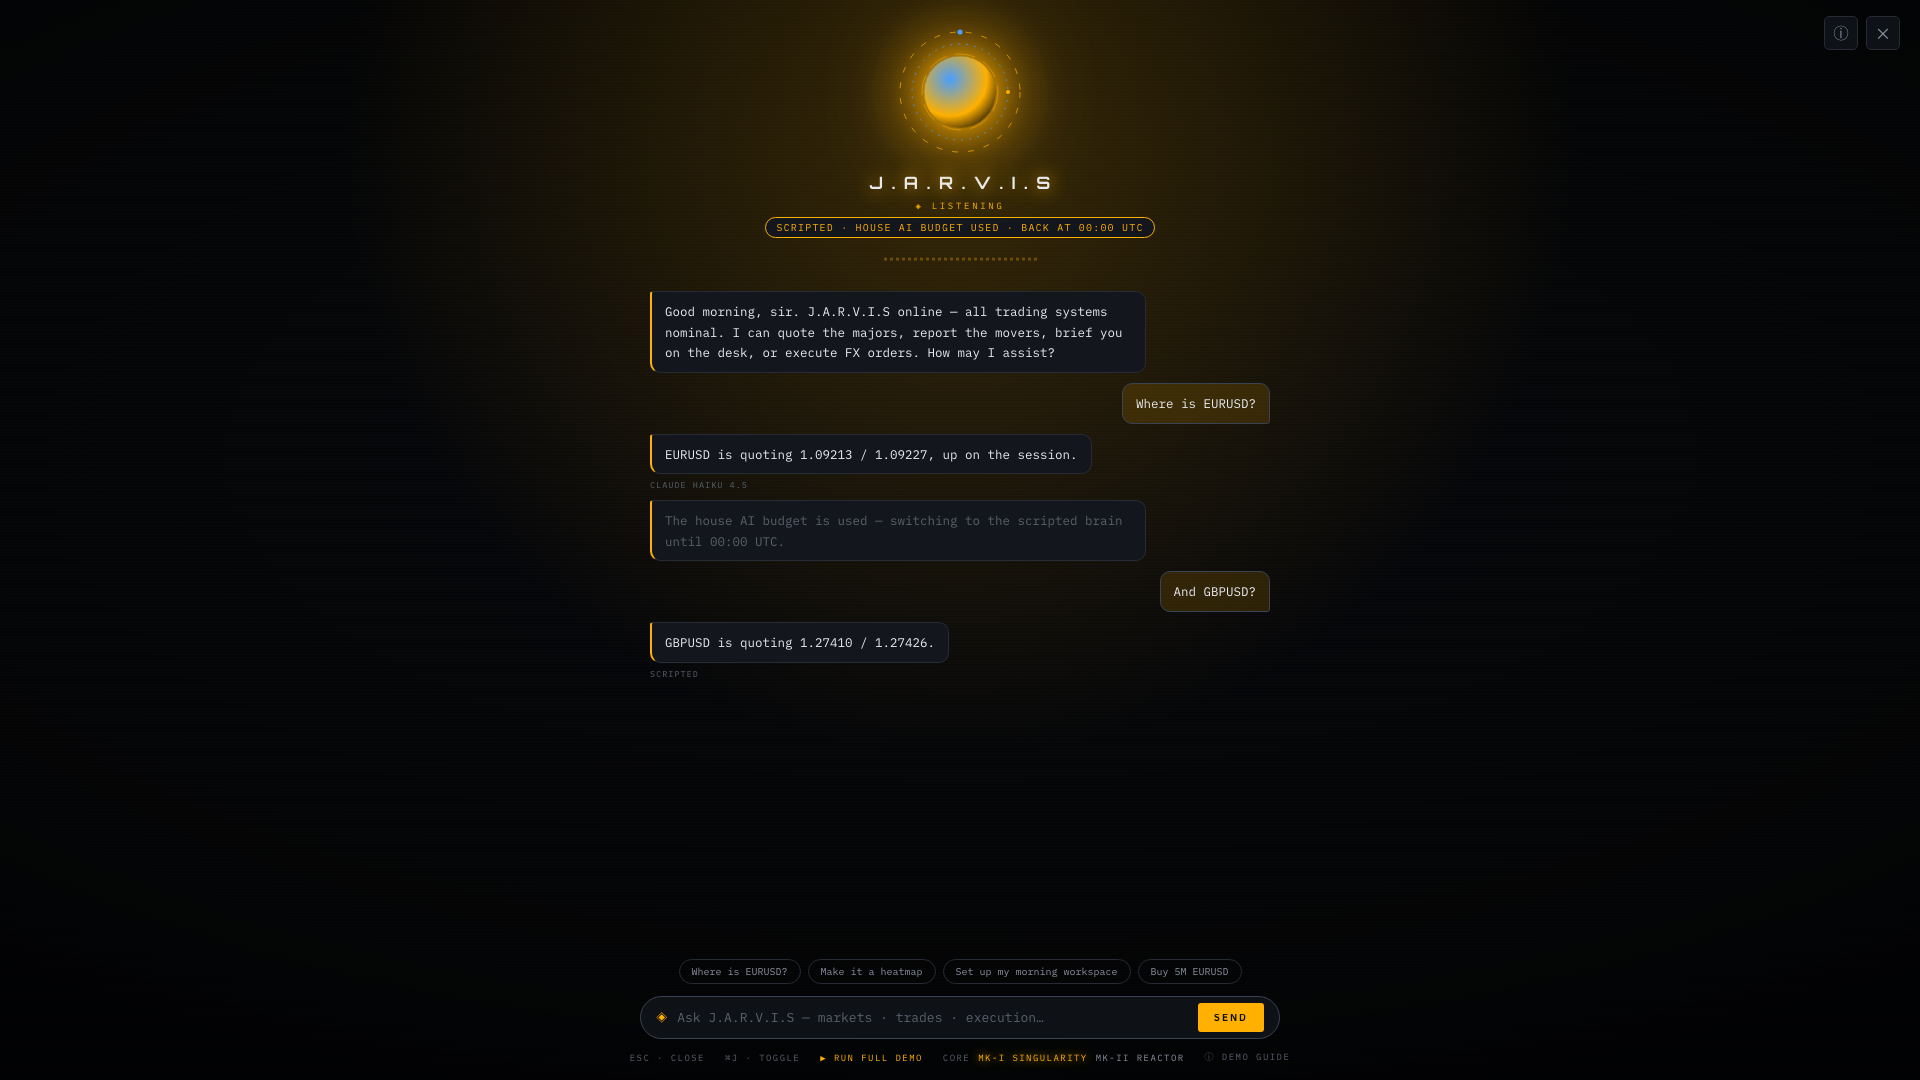 ⓘ ×
J.A.R.V.I.S
◈ LISTENING
SCRIPTED · HOUSE AI BUDGET USED · BACK AT 00:00 UTC
Good morning, sir. J.A.R.V.I.S online — all trading systems
nominal. I can quote the majors, report the movers, brief you
on the desk, or execute FX orders. How may I assist?
Where is EURUSD?
EURUSD is quoting 1.09213 / 1.09227, up on the session.
CLAUDE HAIKU 4.5
The house AI budget is used — switching to the scripted brain
until 00:00 UTC.
And GBPUSD?
GBPUSD is quoting 1.27410 / 1.27426.
SCRIPTED
Where is EURUSD? Make it a heatmap Set up my morning workspace Buy 5M EURUSD
◈ Ask J.A.R.V.I.S — markets · trades · execution… SEND
ESC · CLOSE ⌘J · TOGGLE ▶ RUN FULL DEMO CORE MK-I SINGULARITY MK-II REACTOR ⓘ DEMO GUIDE